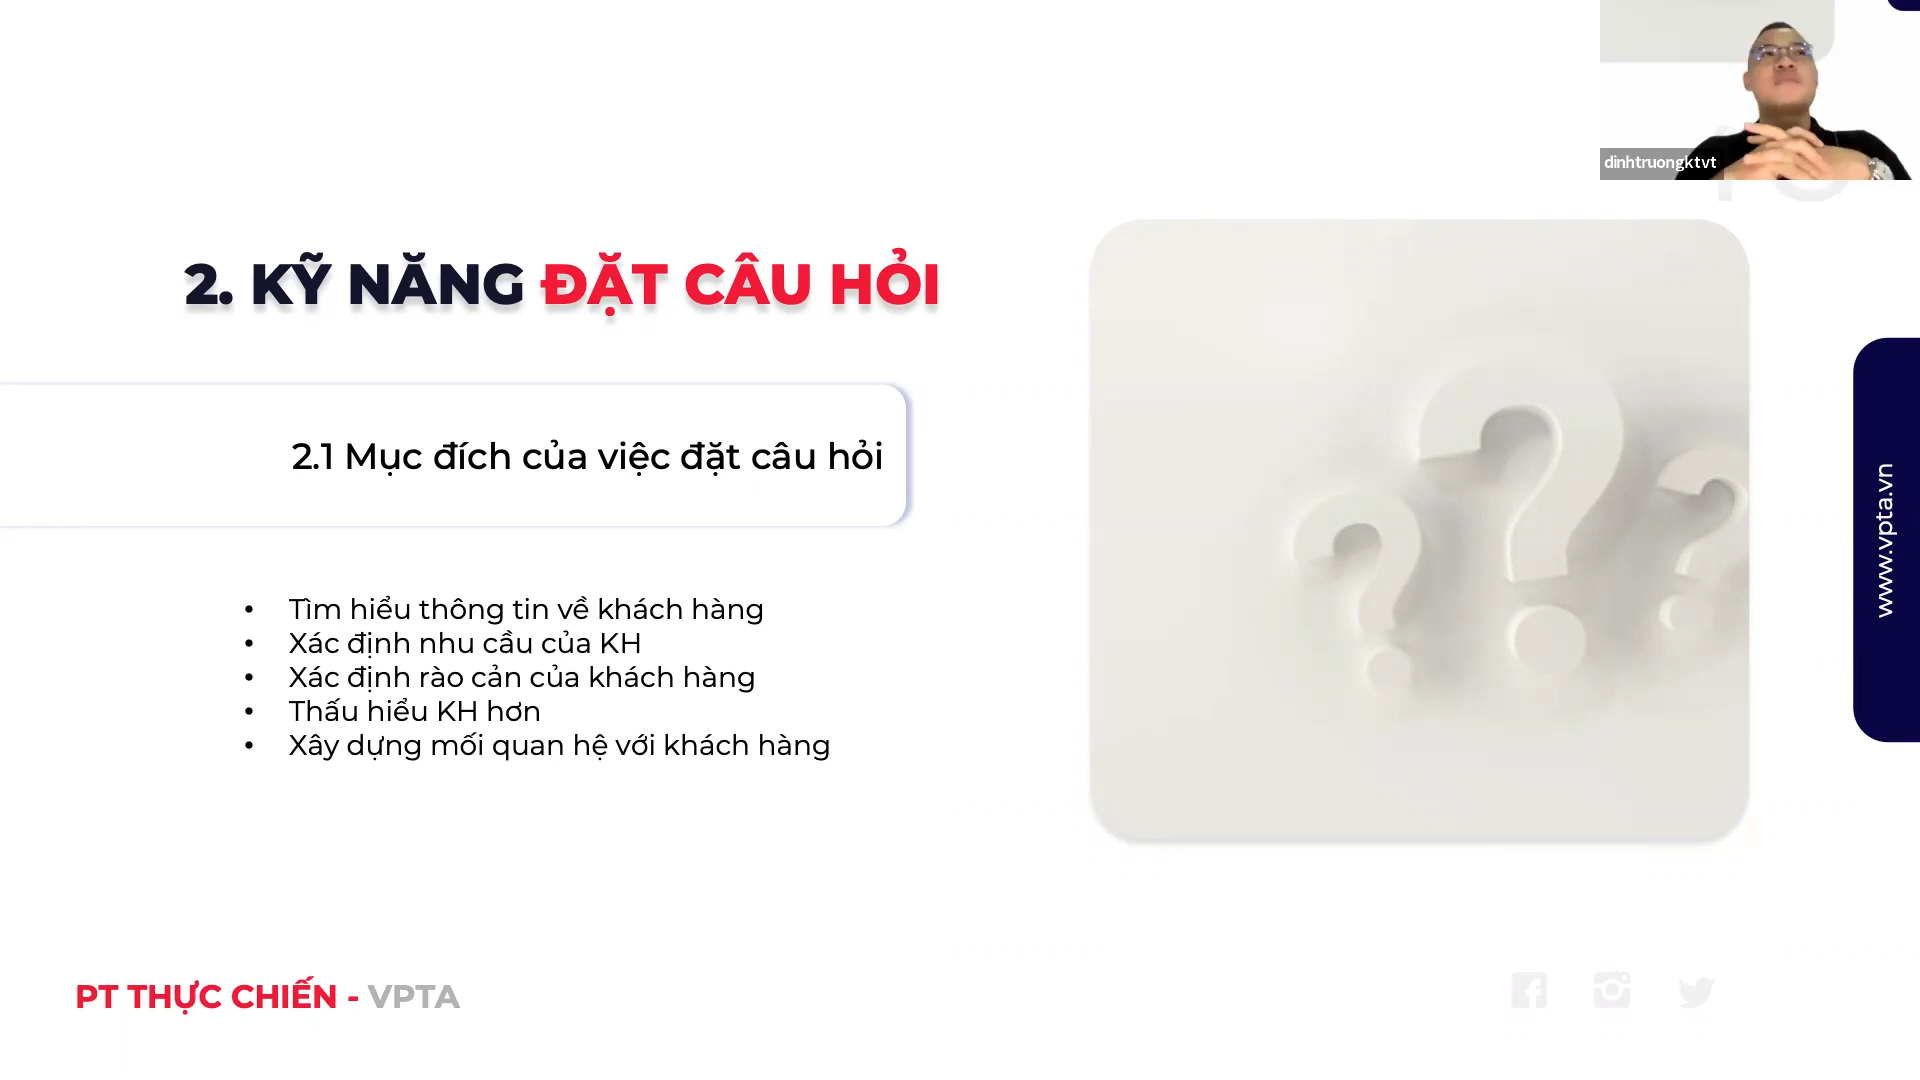 dinhtruongktvt
2. KỸ NĂNG ĐẶT CÂU HỎI
2.1 Mục đích của việc đặt câu hỏi
• Tìm hiểu thông tin về khách hàng
• Xác định nhu cầu của KH
• Xác định rào cản của khách hàng
• Thấu hiểu KH hơn
• Xây dựng mối quan hệ với khách hàng
www.vpta.vn
PT THỰC CHIẾN - VPTA